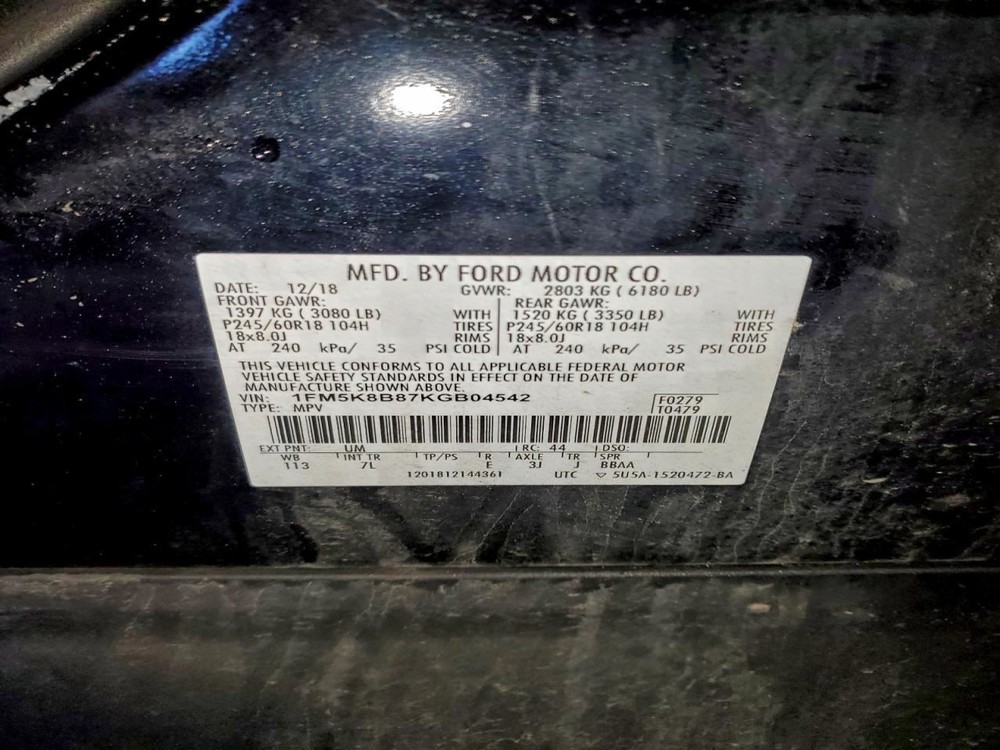 MFD. BY FORD MOTOR CO.
DATE: 12/18 GVWR: 2803 KG ( 6180 LB)
FRONT GAWR: REAR GAWR:
1397 KG ( 3080 LB) WITH 1520 KG ( 3350 LB) WITH
P245/60R18 104H TIRES P245/60R18 104H TIRES
18x8.0J RIMS 18x8.0J RIMS
AT 240 kPa/ 35 PSI COLD AT 240 kPa/ 35 PSI COLD
THIS VEHICLE CONFORMS TO ALL APPLICABLE FEDERAL MOTOR
VEHICLE SAFETY STANDARDS IN EFFECT ON THE DATE OF
MANUFACTURE SHOWN ABOVE.
VIN: 1FM5K8B87KGB04542 F0279
TYPE: MPV T0479
EXT PNT: UM RC: 44 DSO:
WB INT TR TP/PS R AXLE TR SPR
113 7L E 3J J BBAA
1201812144361 UTC ▽ 5U5A-1520472-BA